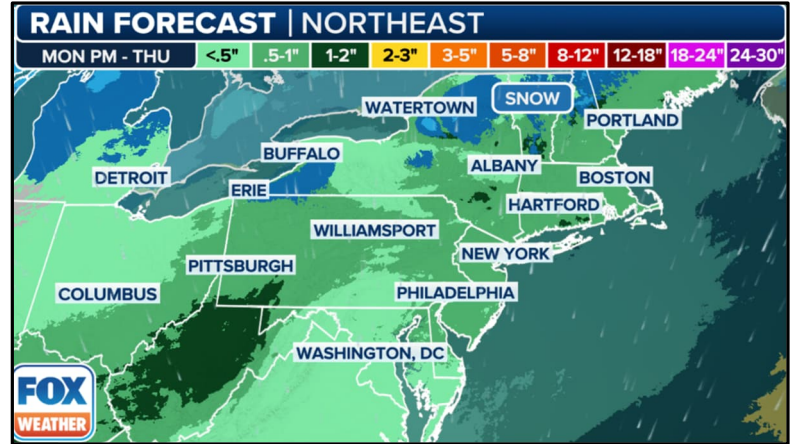 RAIN FORECAST | NORTHEAST
MON PM - THU <.5" .5-1" 1-2" 2-3" 3-5" 5-8" 8-12" 12-18" 18-24" 24-30"
WATERTOWN
SNOW
PORTLAND
BUFFALO
DETROIT
ALBANY
BOSTON
ERIE
HARTFORD
WILLIAMSPORT
NEW YORK
PITTSBURGH
COLUMBUS
PHILADELPHIA
WASHINGTON, DC
FOX
WEATHER